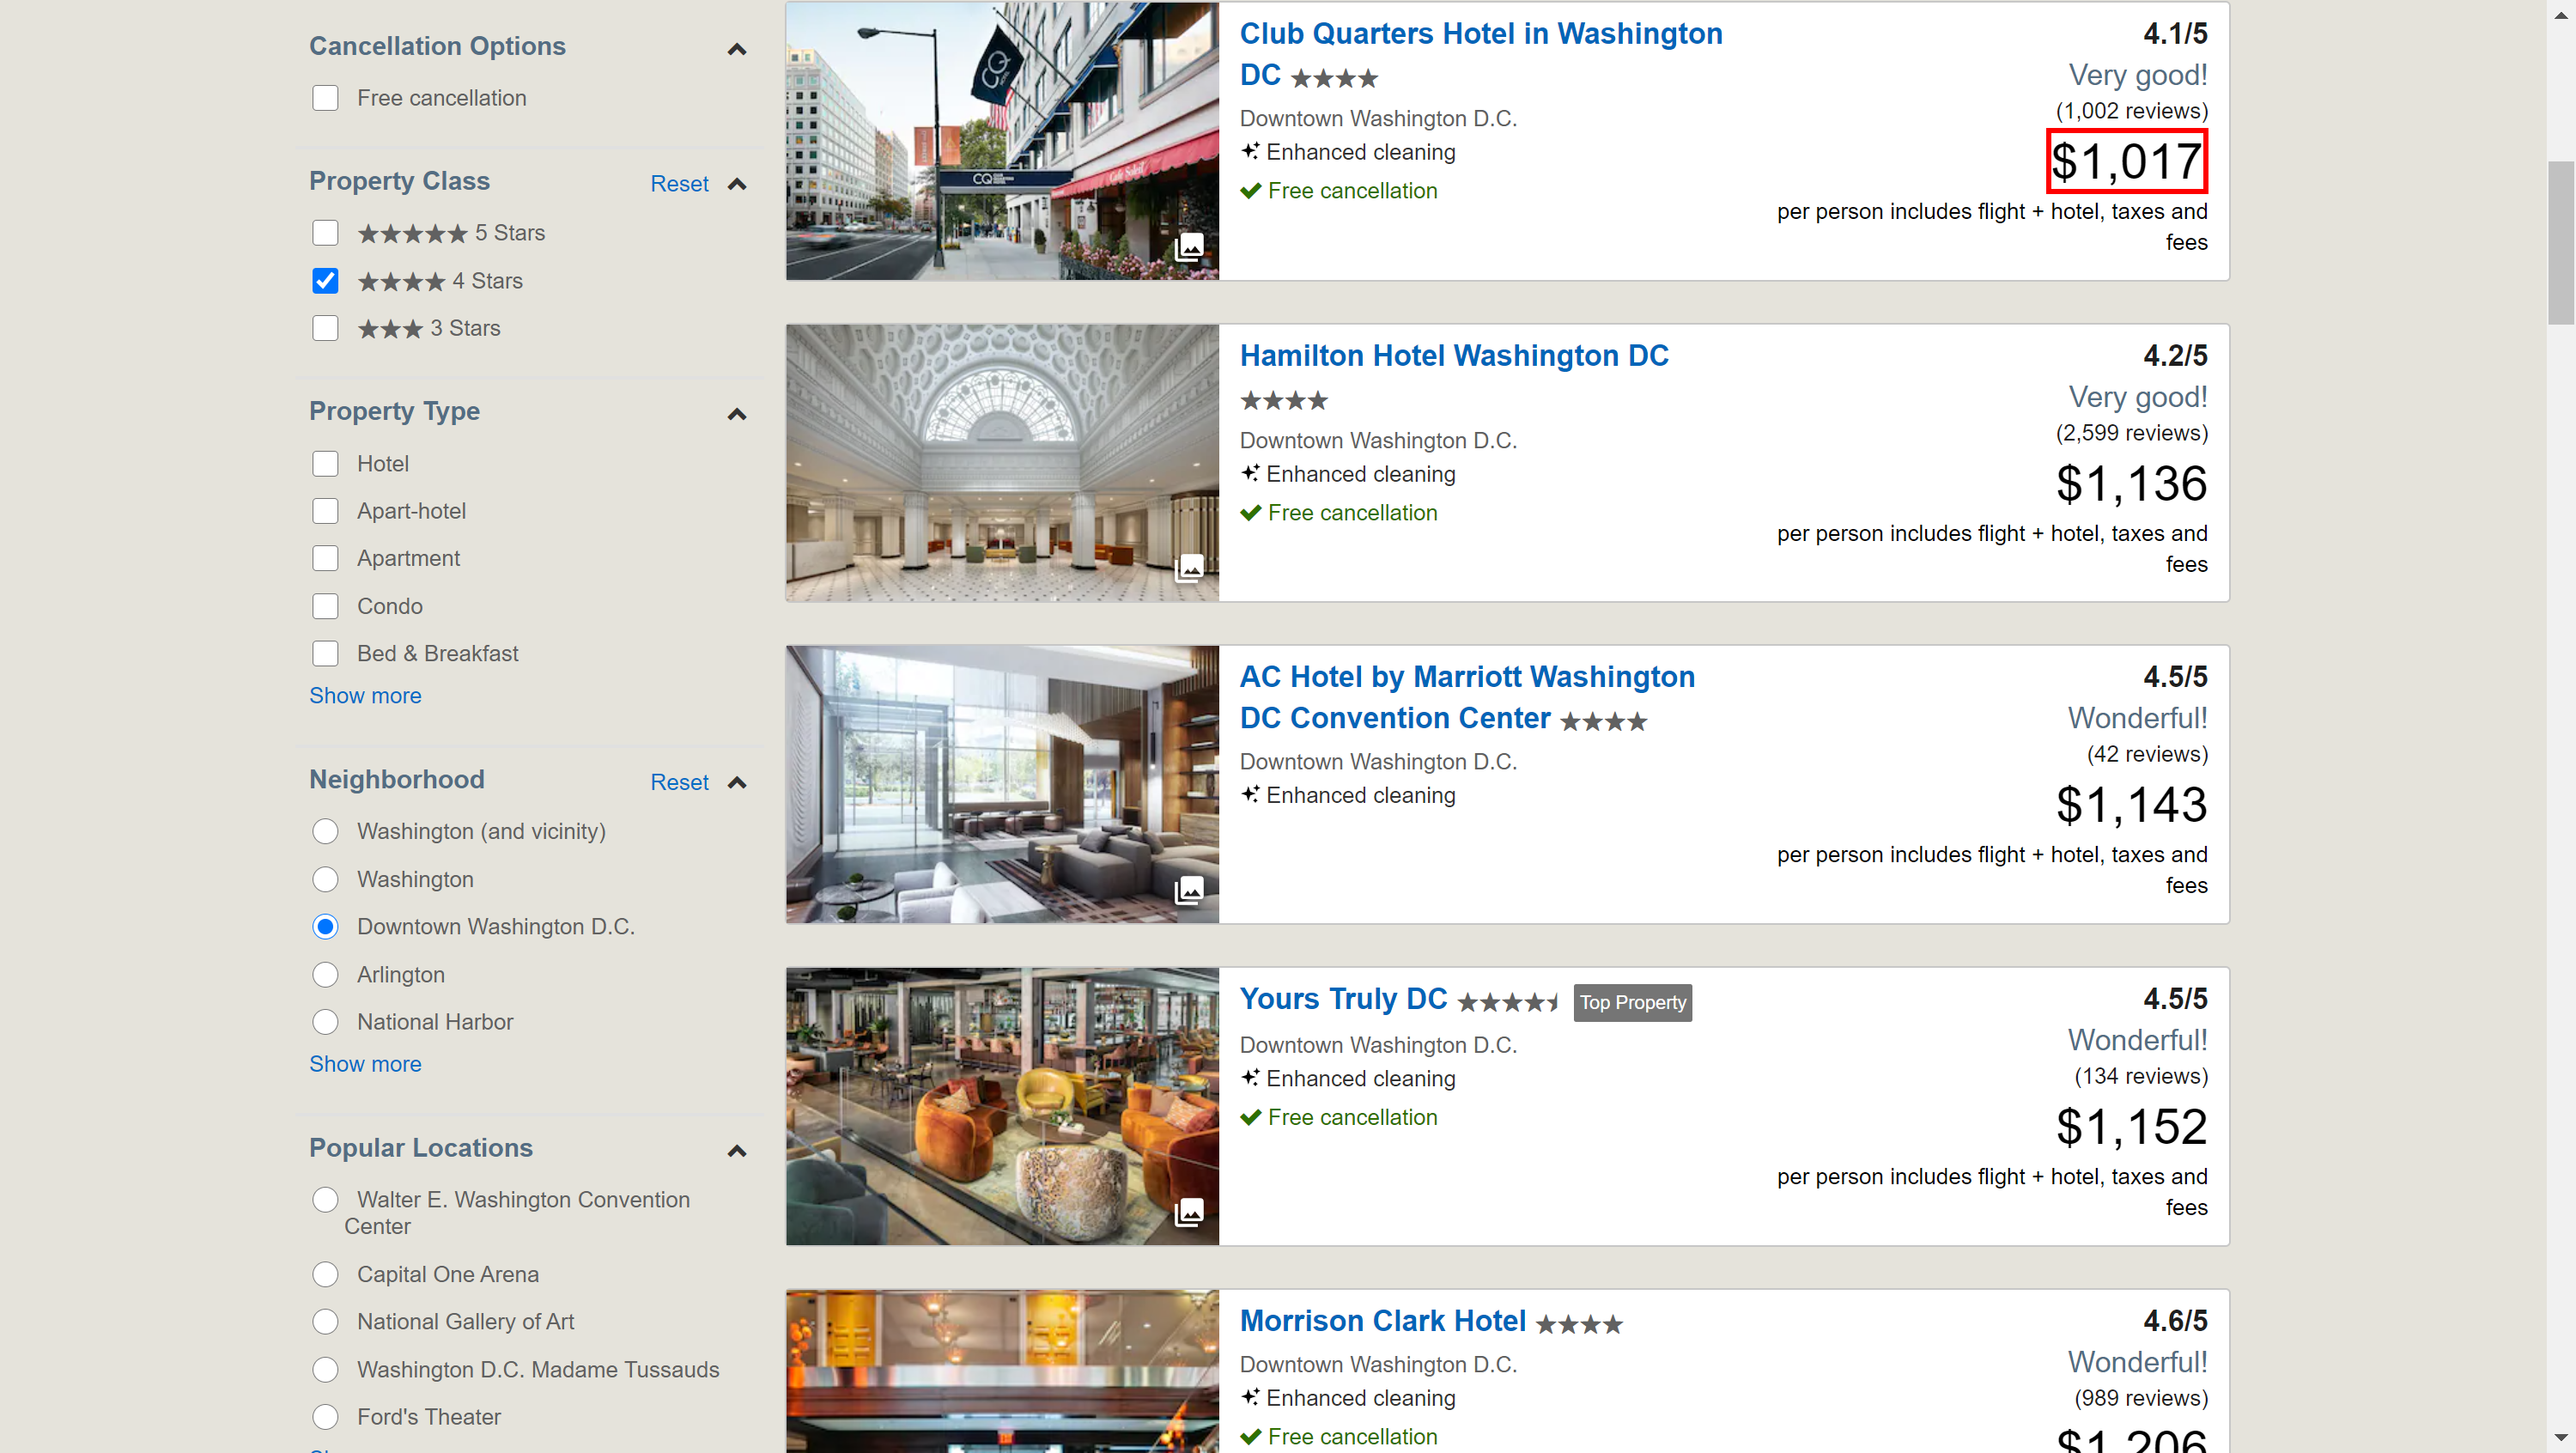 Cancellation Options
Free cancellation
Property Class
Reset
5 Stars
4 Stars
3 Stars
Property Type
Hotel
Apart-hotel
Apartment
Condo
Bed & Breakfast
Show more
Neighborhood
Reset
Washington (and vicinity)
Washington
Downtown Washington D.C.
Arlington
National Harbor
Show more
Popular Locations
Walter E. Washington Convention
Center
Capital One Arena
National Gallery of Art
Washington D.C. Madame Tussauds
Ford's Theater
CQ
CQ
Cafe Soleil
Club Quarters Hotel in Washington
DC
Downtown Washington D.C.
Enhanced cleaning
Free cancellation
4.1/5
Very good!
(1,002 reviews)
$1,017
per person includes flight + hotel, taxes and
fees
Hamilton Hotel Washington DC
Downtown Washington D.C.
Enhanced cleaning
Free cancellation
4.2/5
Very good!
(2,599 reviews)
$1,136
per person includes flight + hotel, taxes and
fees
AC Hotel by Marriott Washington
DC Convention Center
Downtown Washington D.C.
Enhanced cleaning
4.5/5
Wonderful!
(42 reviews)
$1,143
per person includes flight + hotel, taxes and
fees
Yours Truly DC
Top Property
Downtown Washington D.C.
Enhanced cleaning
Free cancellation
4.5/5
Wonderful!
(134 reviews)
$1,152
per person includes flight + hotel, taxes and
fees
Morrison Clark Hotel
Downtown Washington D.C.
Enhanced cleaning
Free cancellation
4.6/5
Wonderful!
(989 reviews)
$1,206